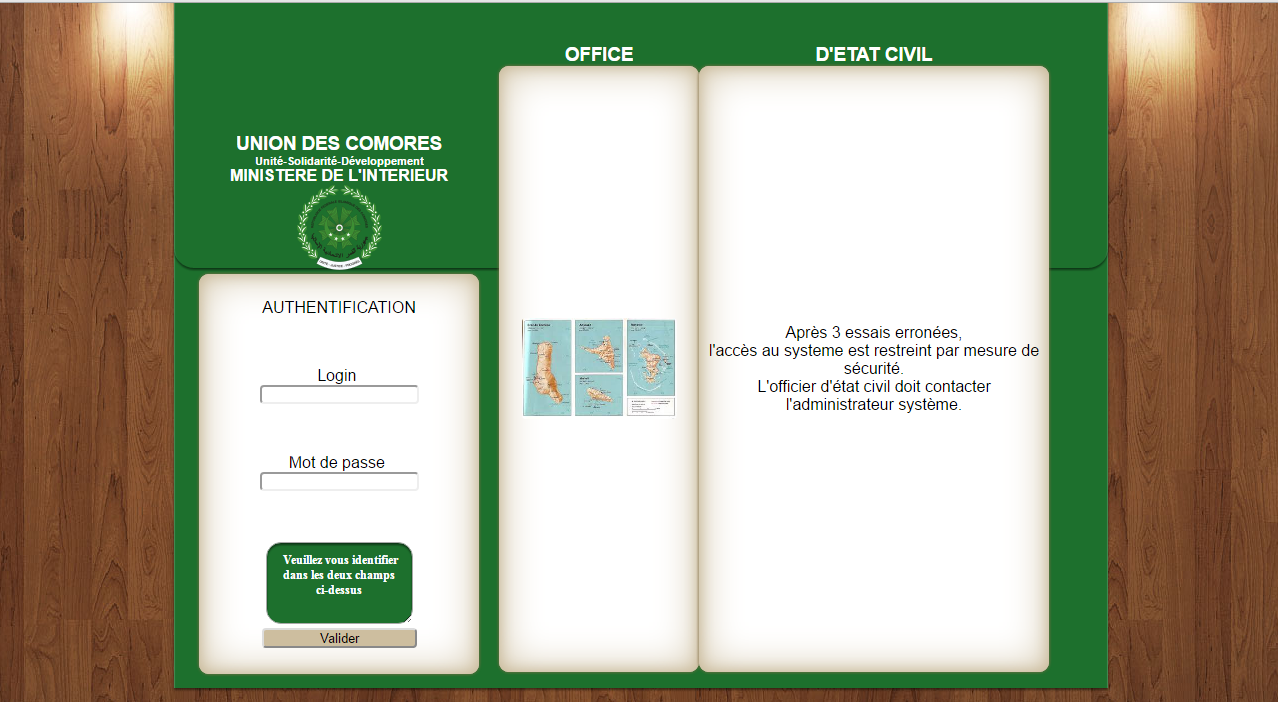 OFFICE
D'ETAT CIVIL
UNION DES COMORES
Unité-Solidarité-Développement
MINISTERE DE L'INTERIEUR
AUTHENTIFICATION
Login
Mot de passe
Veuillez vous identifier
dans les deux champs
ci-dessus
Valider
Après 3 essais erronées,
l'accès au systeme est restreint par mesure de
sécurité.
L'officier d'état civil doit contacter
l'administrateur système.